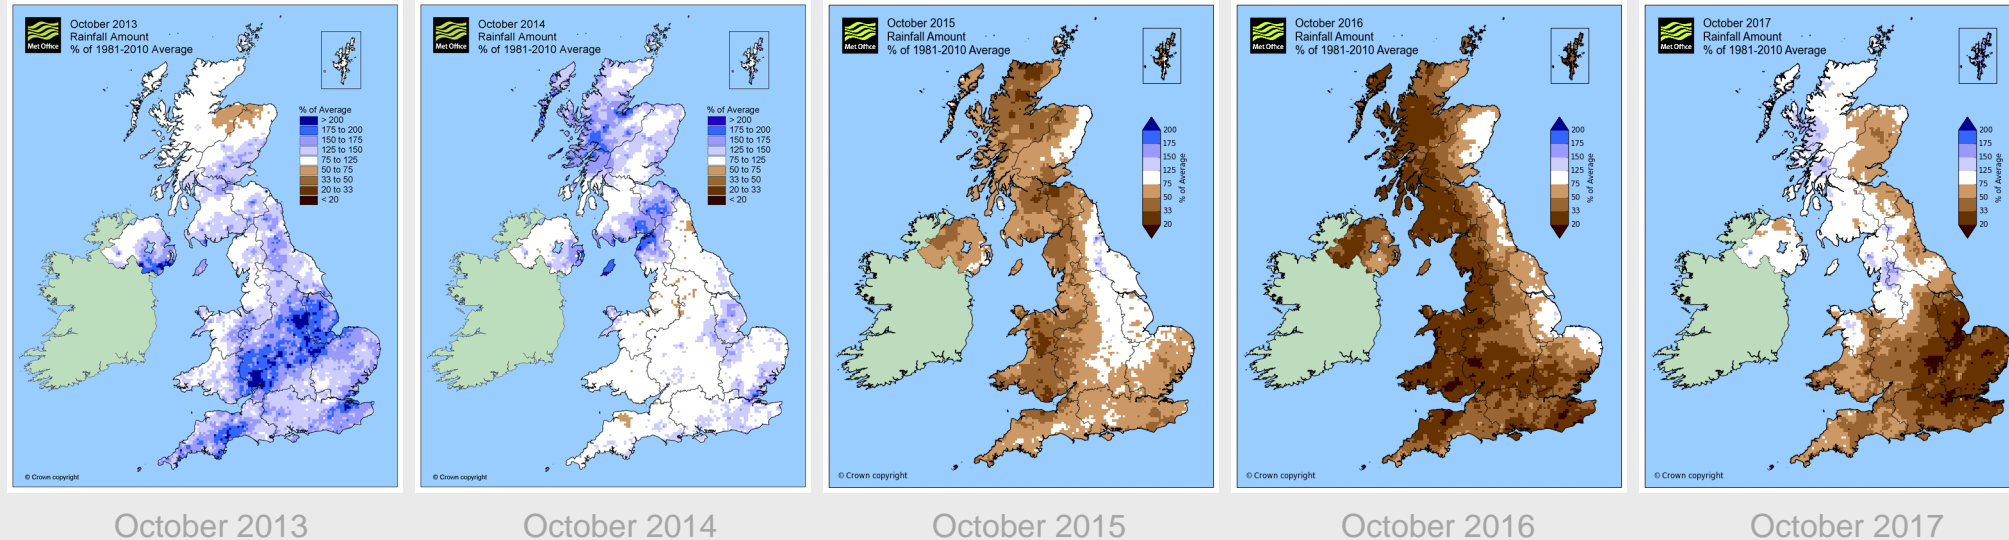 Met Office
October 2013
Rainfall Amount
% of 1981-2010 Average
% of Average
> 200
175 to 200
150 to 175
125 to 150
75 to 125
50 to 75
33 to 50
20 to 33
< 20
© Crown copyright
October 2013
Met Office
October 2014
Rainfall Amount
% of 1981-2010 Average
% of Average
> 200
175 to 200
150 to 175
125 to 150
75 to 125
50 to 75
33 to 50
20 to 33
< 20
© Crown copyright
October 2014
Met Office
October 2015
Rainfall Amount
% of 1981-2010 Average
200
175
150
125
75
50
33
20
% of Average
© Crown copyright
October 2015
Met Office
October 2016
Rainfall Amount
% of 1981-2010 Average
200
175
150
125
75
50
33
20
% of Average
© Crown copyright
October 2016
Met Office
October 2017
Rainfall Amount
% of 1981-2010 Average
200
175
150
125
75
50
33
20
% of Average
© Crown copyright
October 2017